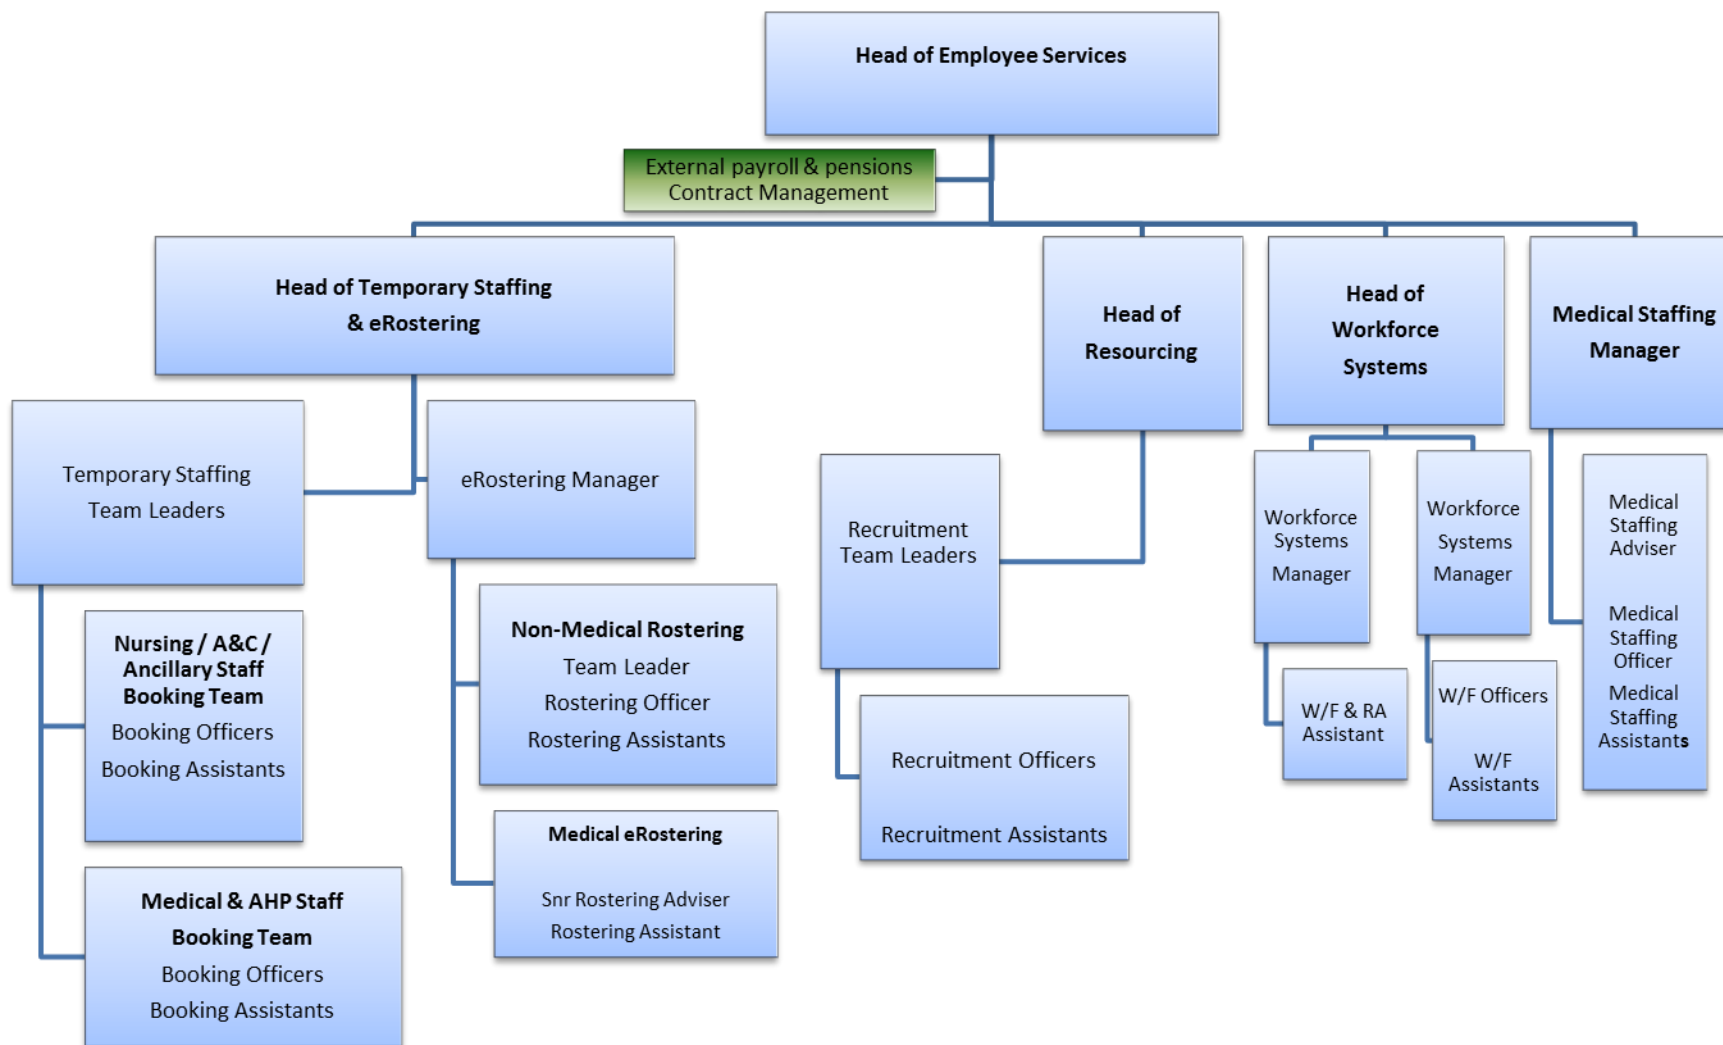 Head of Employee Services
External payroll & pensions
Contract Management
Head of Temporary Staffing
& eRostering
Head of
Resourcing
Head of
Workforce
Systems
Medical Staffing
Manager
Temporary Staffing
Team Leaders
eRostering Manager
Recruitment
Team Leaders
Workforce
Systems
Manager
Workforce
Systems
Manager
Medical
Staffing
Adviser
Medical
Staffing
Officer
Medical
Staffing
Assistants
Nursing / A&C /
Ancillary Staff
Booking Team
Booking Officers
Booking Assistants
Non-Medical Rostering
Team Leader
Rostering Officer
Rostering Assistants
W/F & RA
Assistant
W/F Officers
W/F
Assistants
Recruitment Officers
Recruitment Assistants
Medical eRostering
Snr Rostering Adviser
Rostering Assistant
Medical & AHP Staff
Booking Team
Booking Officers
Booking Assistants